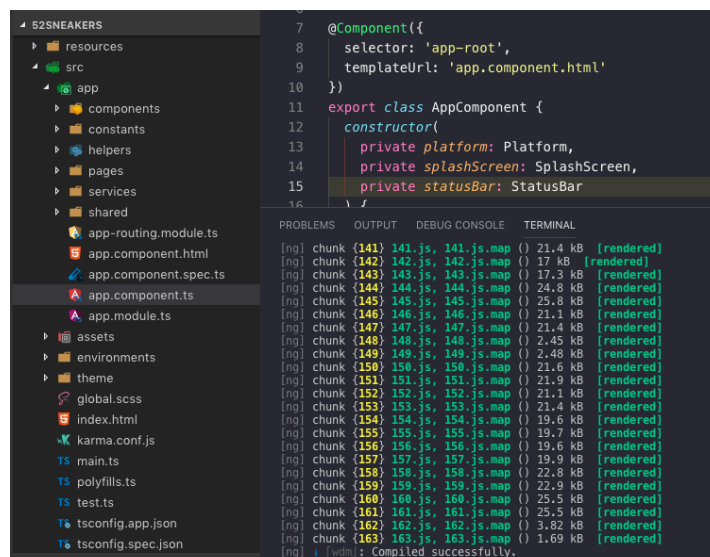 52SNEAKERS
resources
src
app
components
constants
helpers
pages
services
shared
app-routing.module.ts
app.component.html
app.component.spec.ts
app.component.ts
app.module.ts
assets
environments
theme
global.scss
index.html
karma.conf.js
TS main.ts
TS polyfills.ts
TS test.ts
TS tsconfig.app.json
TS tsconfig.spec.json
7 @Component({
8 selector: 'app-root',
9 templateUrl: 'app.component.html'
10 })
11 export class AppComponent {
12 constructor(
13 private platform: Platform,
14 private splashScreen: SplashScreen,
15 private statusBar: StatusBar
16 ) {
PROBLEMS OUTPUT DEBUG CONSOLE TERMINAL
[ng] chunk {141} 141.js, 141.js.map () 21.4 kB [rendered]
[ng] chunk {142} 142.js, 142.js.map () 17 kB [rendered]
[ng] chunk {143} 143.js, 143.js.map () 17.3 kB [rendered]
[ng] chunk {144} 144.js, 144.js.map () 24.8 kB [rendered]
[ng] chunk {145} 145.js, 145.js.map () 25.8 kB [rendered]
[ng] chunk {146} 146.js, 146.js.map () 21.1 kB [rendered]
[ng] chunk {147} 147.js, 147.js.map () 21.4 kB [rendered]
[ng] chunk {148} 148.js, 148.js.map () 2.45 kB [rendered]
[ng] chunk {149} 149.js, 149.js.map () 2.48 kB [rendered]
[ng] chunk {150} 150.js, 150.js.map () 21.6 kB [rendered]
[ng] chunk {151} 151.js, 151.js.map () 21.9 kB [rendered]
[ng] chunk {152} 152.js, 152.js.map () 21.1 kB [rendered]
[ng] chunk {153} 153.js, 153.js.map () 21.4 kB [rendered]
[ng] chunk {154} 154.js, 154.js.map () 19.6 kB [rendered]
[ng] chunk {155} 155.js, 155.js.map () 19.7 kB [rendered]
[ng] chunk {156} 156.js, 156.js.map () 19.6 kB [rendered]
[ng] chunk {157} 157.js, 157.js.map () 19.9 kB [rendered]
[ng] chunk {158} 158.js, 158.js.map () 22.8 kB [rendered]
[ng] chunk {159} 159.js, 159.js.map () 22.9 kB [rendered]
[ng] chunk {160} 160.js, 160.js.map () 25.5 kB [rendered]
[ng] chunk {161} 161.js, 161.js.map () 25.5 kB [rendered]
[ng] chunk {162} 162.js, 162.js.map () 3.82 kB [rendered]
[ng] chunk {163} 163.js, 163.js.map () 1.69 kB [rendered]
[ng] i ｢wdm｣: Compiled successfully.